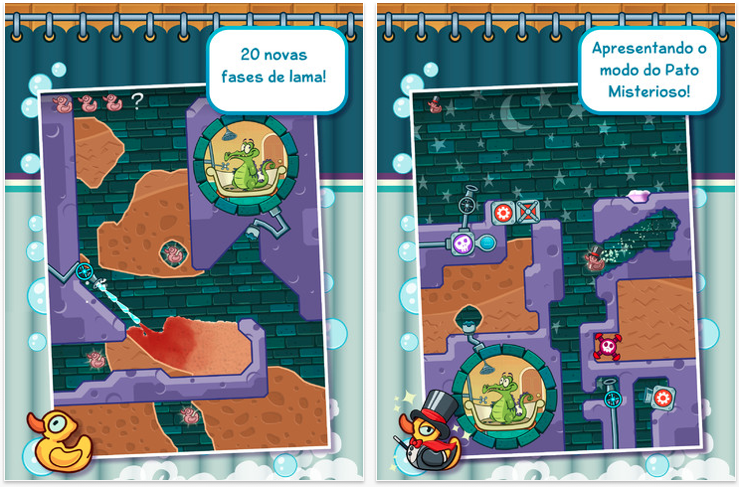 20 novas
fases de lama!
?
Apresentando o
modo do Pato
Misterioso!